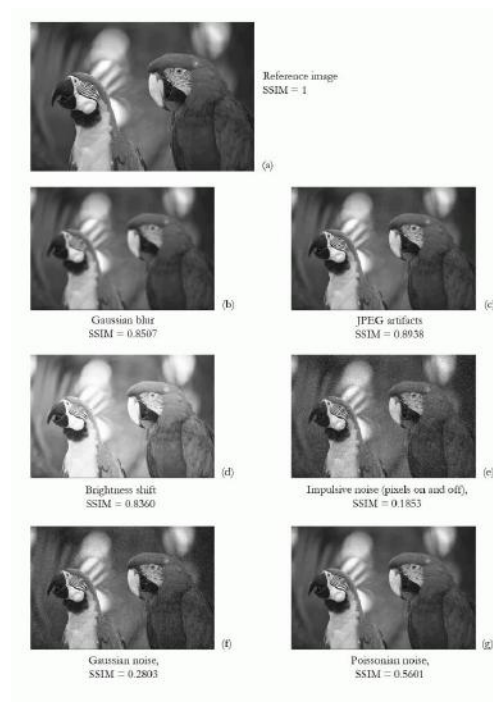 Reference image
SSIM = 1
(a)
(b)
Gaussian blur
SSIM = 0.8507
(c)
JPEG artifacts
SSIM = 0.8938
(d)
Brightness shift
SSIM = 0.8360
(e)
Impulsive noise (pixels on and off),
SSIM = 0.1853
(f)
Gaussian noise,
SSIM = 0.2803
(g)
Poissonian noise,
SSIM = 0.5601